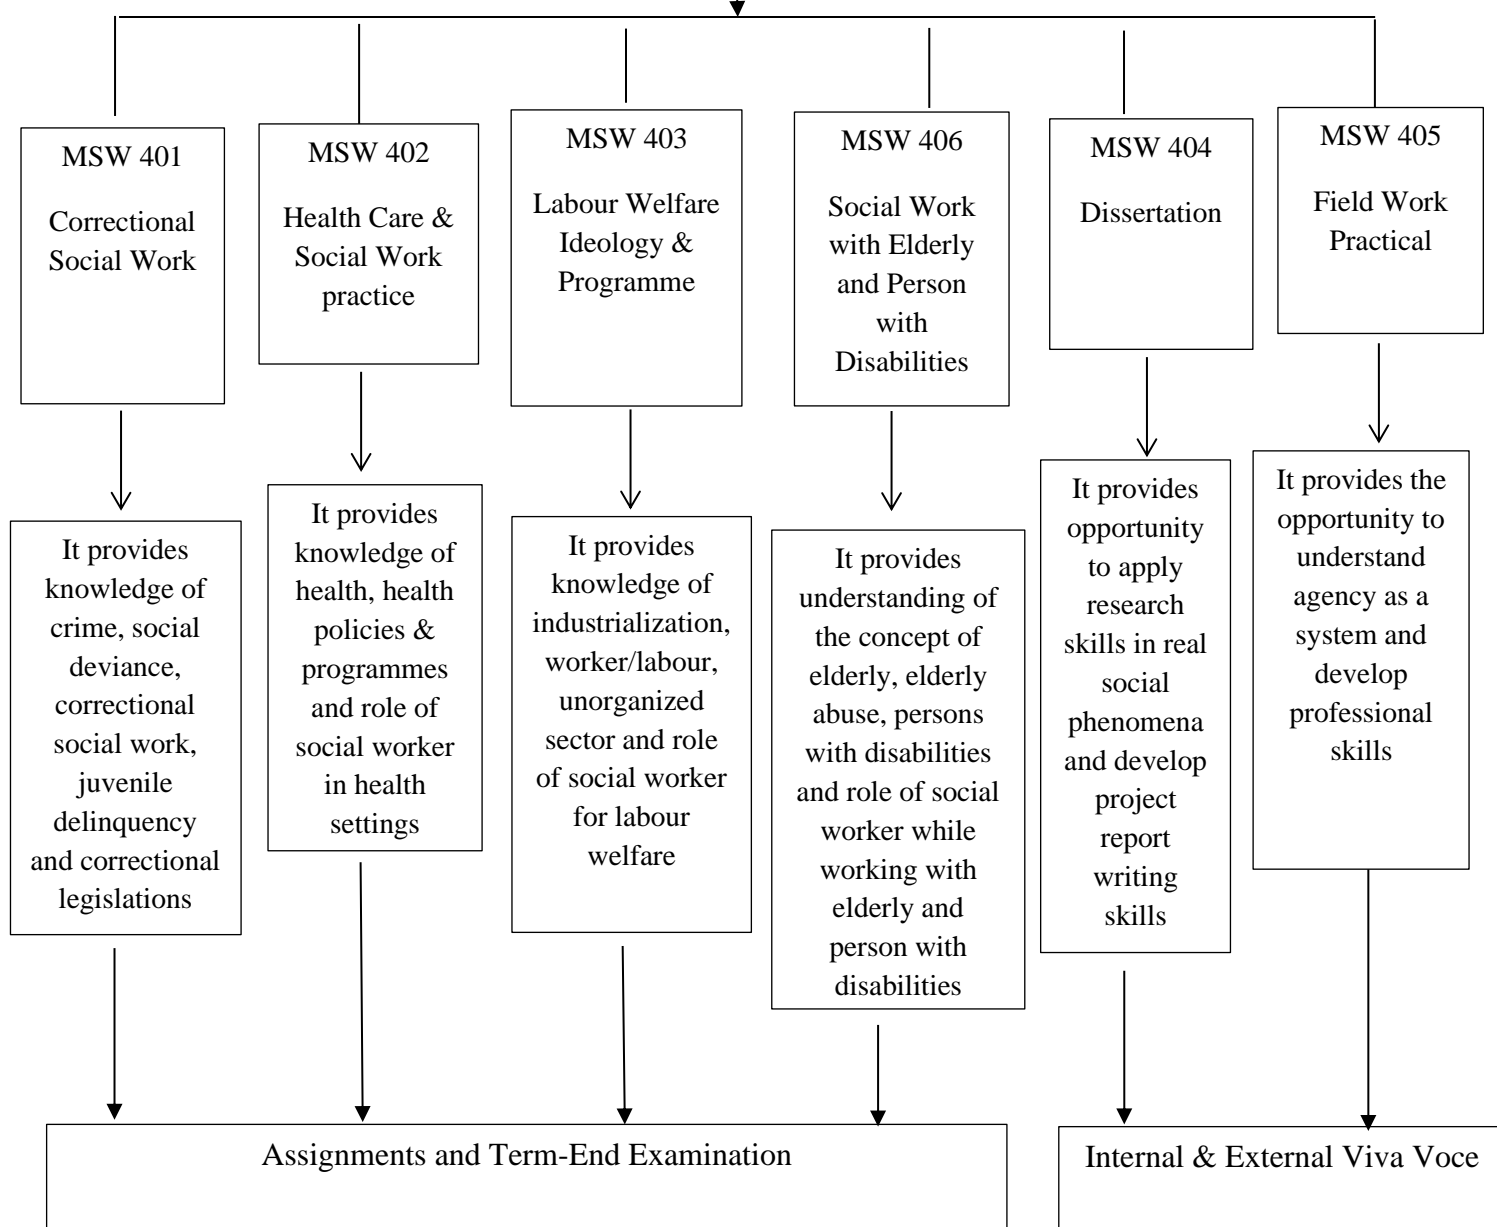 MSW 401
Correctional
Social Work
MSW 402
Health Care &
Social Work
practice
MSW 403
Labour Welfare
Ideology &
Programme
MSW 406
Social Work
with Elderly
and Person
with
Disabilities
MSW 404
Dissertation
MSW 405
Field Work
Practical
It provides
knowledge of
crime, social
deviance,
correctional
social work,
juvenile
delinquency
and correctional
legislations
It provides
knowledge of
health, health
policies &
programmes
and role of
social worker
in health
settings
It provides
knowledge of
industrialization,
worker/labour,
unorganized
sector and role
of social worker
for labour
welfare
It provides
understanding of
the concept of
elderly, elderly
abuse, persons
with disabilities
and role of social
worker while
working with
elderly and
person with
disabilities
It provides
opportunity
to apply
research
skills in real
social
phenomena
and develop
project
report
writing
skills
It provides the
opportunity to
understand
agency as a
system and
develop
professional
skills
Assignments and Term-End Examination
Internal & External Viva Voce